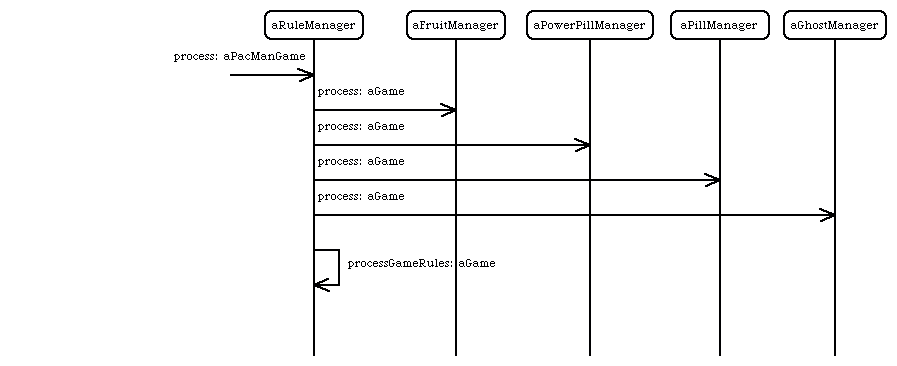 aRuleManager
aFruitManager
aPowerPillManager
aPillManager
aGhostManager
process: aPacManGame
process: aGame
process: aGame
process: aGame
process: aGame
processGameRules: aGame